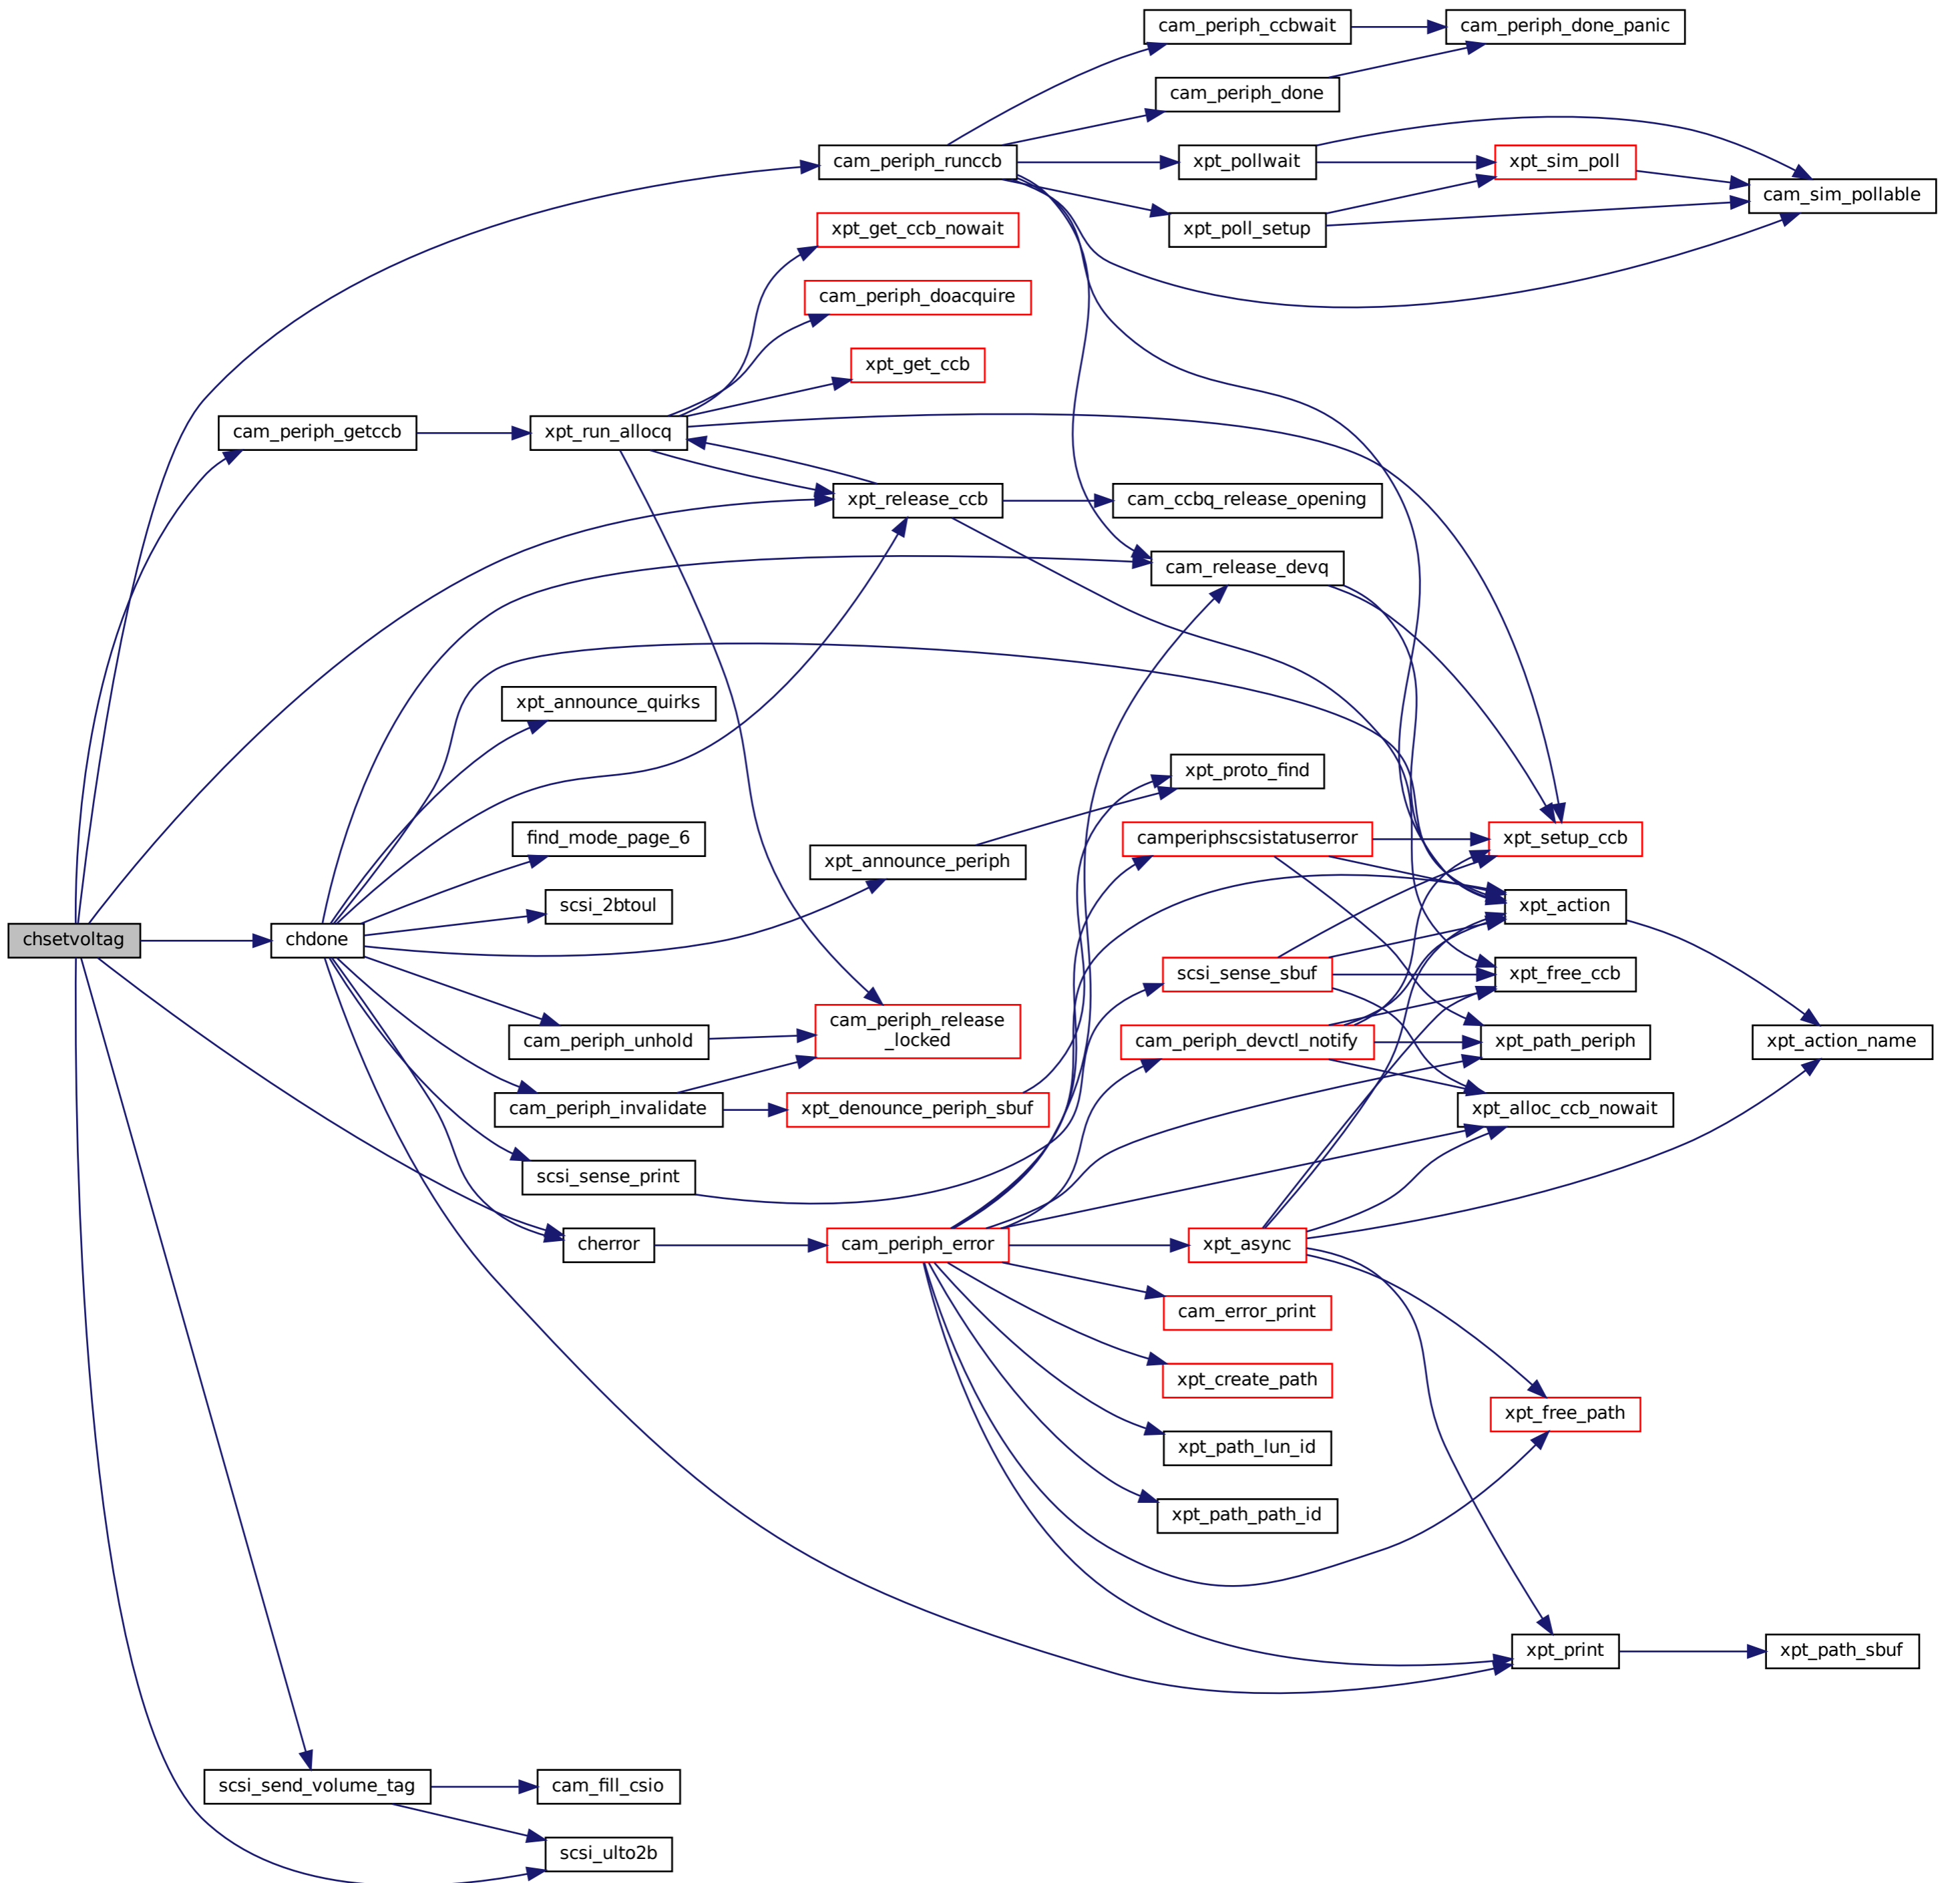 cam_periph_ccbwait
cam_periph_done_panic
cam_periph_done
cam_periph_runccb
xpt_pollwait
xpt_sim_poll
cam_sim_pollable
xpt_poll_setup
xpt_get_ccb_nowait
cam_periph_doacquire
xpt_get_ccb
cam_periph_getccb
xpt_run_allocq
xpt_release_ccb
cam_ccbq_release_opening
cam_release_devq
xpt_announce_quirks
xpt_proto_find
find_mode_page_6
camperiphscsistatuserror
xpt_setup_ccb
xpt_announce_periph
scsi_2btoul
xpt_action
chsetvoltag
chdone
scsi_sense_sbuf
xpt_free_ccb
cam_periph_unhold
cam_periph_release
_locked
cam_periph_devctl_notify
xpt_path_periph
xpt_action_name
cam_periph_invalidate
xpt_denounce_periph_sbuf
xpt_alloc_ccb_nowait
scsi_sense_print
cherror
cam_periph_error
xpt_async
cam_error_print
xpt_create_path
xpt_free_path
xpt_path_lun_id
xpt_path_path_id
xpt_print
xpt_path_sbuf
scsi_send_volume_tag
cam_fill_csio
scsi_ulto2b